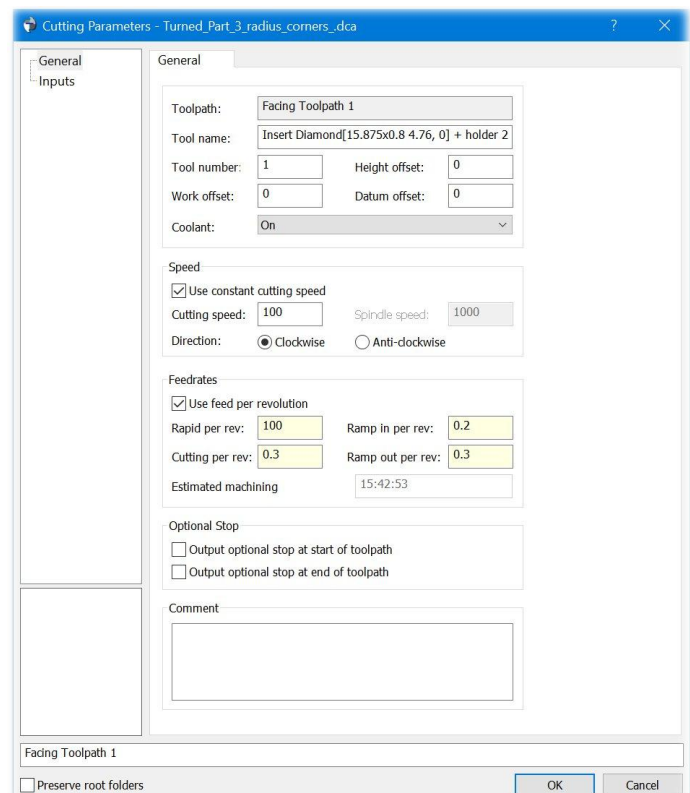 Cutting Parameters - Turned_Part_3_radius_corners_.dca ?
General
Inputs
General
Toolpath: Facing Toolpath 1
Tool name: Insert Diamond[15.875x0.8 4.76, 0] + holder 2
Tool number: 1 Height offset: 0
Work offset: 0 Datum offset: 0
Coolant: On
Speed
Use constant cutting speed
Cutting speed: 100 Spindle speed: 1000
Direction: Clockwise Anti-clockwise
Feedrates
Use feed per revolution
Rapid per rev: 100 Ramp in per rev: 0.2
Cutting per rev: 0.3 Ramp out per rev: 0.3
Estimated machining 15:42:53
Optional Stop
Output optional stop at start of toolpath
Output optional stop at end of toolpath
Comment
Facing Toolpath 1
Preserve root folders OK Cancel